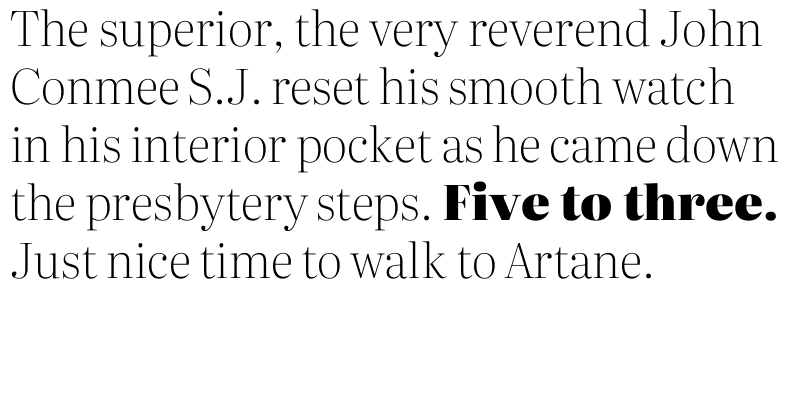 The superior, the very reverend John
Conmee S.J. reset his smooth watch
in his interior pocket as he came down
the presbytery steps. Five to three.
Just nice time to walk to Artane.